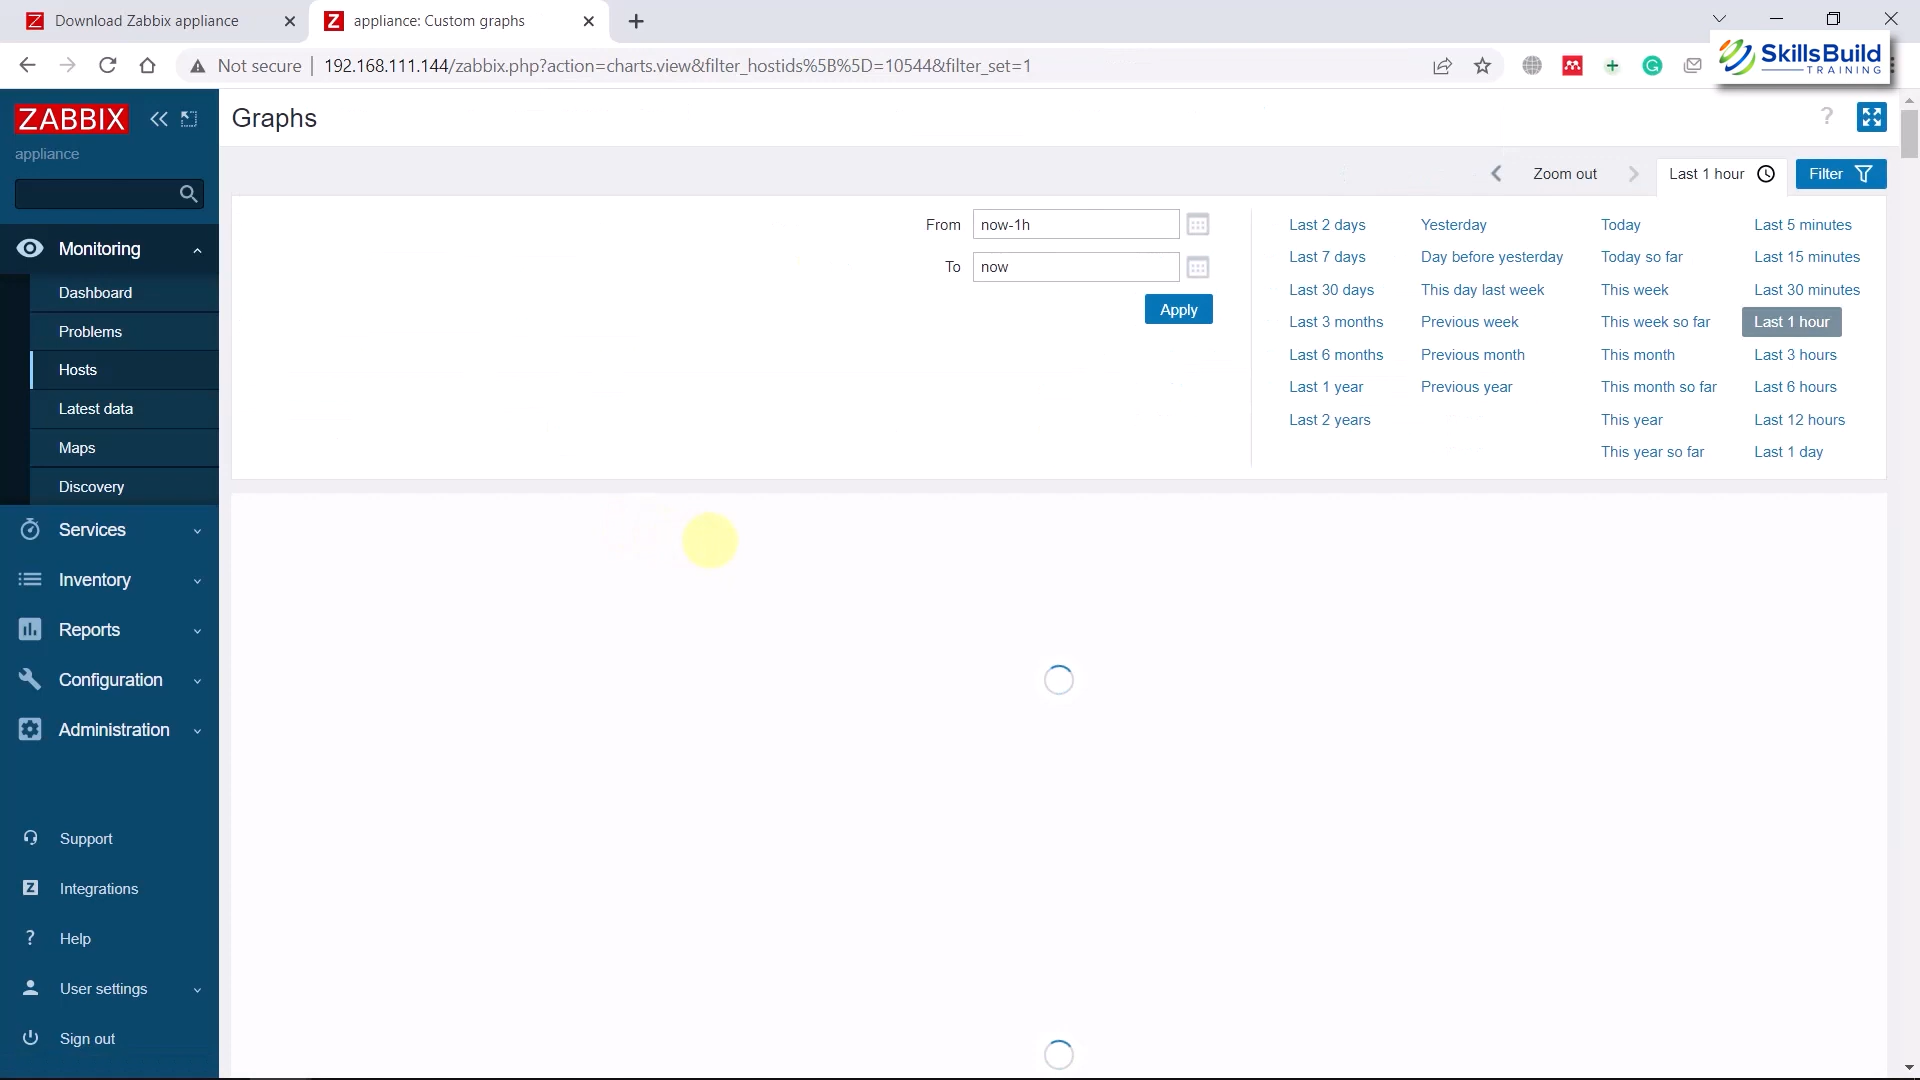 Download Zabbix appliance
appliance: Custom graphs
Not secure
192.168.111.144/zabbix.php?action=charts.view&filter_hostids%5B%5D=10544&filter_set=1
SkillsBuild
TRAINING
ZABBIX
appliance
Monitoring
Dashboard
Problems
Hosts
Latest data
Maps
Discovery
Services
Inventory
Reports
Configuration
Administration
Support
Integrations
Help
User settings
Sign out
Graphs
Zoom out
Last 1 hour
Filter
From now-1h
To now
Apply
Last 2 days Yesterday Today Last 5 minutes
Last 7 days Day before yesterday Today so far Last 15 minutes
Last 30 days This day last week This week Last 30 minutes
Last 3 months Previous week This week so far Last 1 hour
Last 6 months Previous month This month Last 3 hours
Last 1 year Previous year This month so far Last 6 hours
Last 2 years This year Last 12 hours
This year so far Last 1 day